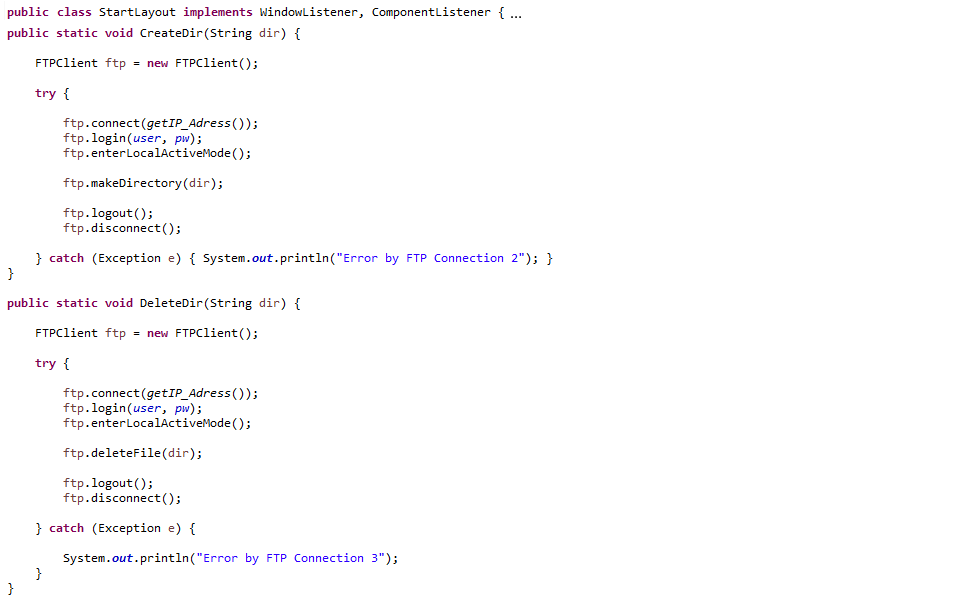 public class StartLayout implements WindowListener, ComponentListener { ...
public static void CreateDir(String dir) {
FTPClient ftp = new FTPClient();
try {
ftp.connect(getIP_Adress());
ftp.login(user, pw);
ftp.enterLocalActiveMode();
ftp.makeDirectory(dir);
ftp.logout();
ftp.disconnect();
} catch (Exception e) { System.out.println("Error by FTP Connection 2"); }
}
public static void DeleteDir(String dir) {
FTPClient ftp = new FTPClient();
try {
ftp.connect(getIP_Adress());
ftp.login(user, pw);
ftp.enterLocalActiveMode();
ftp.deleteFile(dir);
ftp.logout();
ftp.disconnect();
} catch (Exception e) {
System.out.println("Error by FTP Connection 3");
}
}